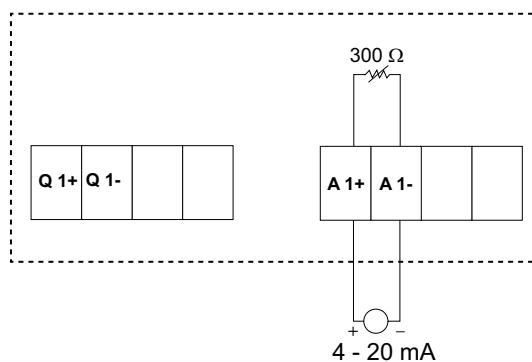 300 Ω
Q 1+ Q 1-
A 1+ A 1-
+ −
4 - 20 mA